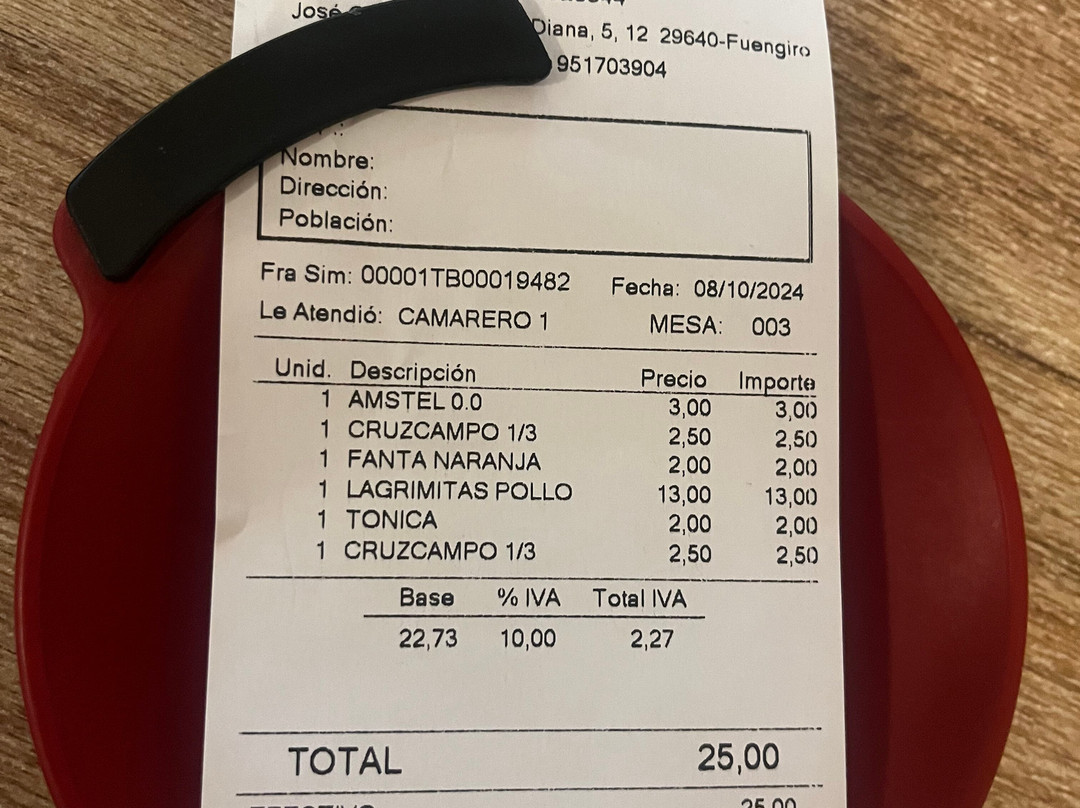 José
Diana, 5, 12 29640-Fuengiro
951703904
Nombre:
Dirección:
Población:
Fra Sim: 00001TB00019482 Fecha: 08/10/2024
Le Atendió: CAMARERO 1 MESA: 003
Unid. Descripción Precio Importe
1 AMSTEL 0.0 3,00 3,00
1 CRUZCAMPO 1/3 2,50 2,50
1 FANTA NARANJA 2,00 2,00
1 LAGRIMITAS POLLO 13,00 13,00
1 TONICA 2,00 2,00
1 CRUZCAMPO 1/3 2,50 2,50
Base % IVA Total IVA
22,73 10,00 2,27
TOTAL 25,00
EFECTIVO 25,00